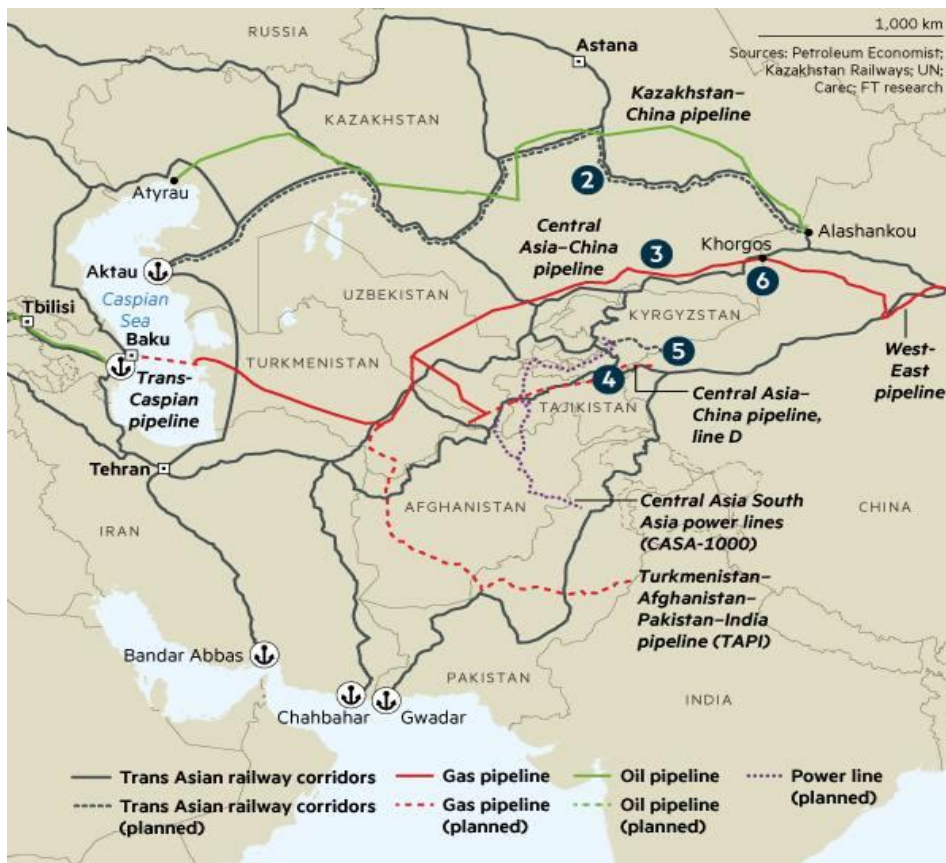 1,000 km
RUSSIA
Astana
Sources: Petroleum Economist;
Kazakhstan Railways; UN;
Carec; FT research
Kazakhstan–
China pipeline
KAZAKHSTAN
Atyrau
2
Central
Asia–China
pipeline
3
Khorgos
Alashankou
6
Aktau
Caspian
Sea
UZBEKISTAN
KYRGYZSTAN
Tbilisi
Baku
TURKMENISTAN
5
West-
East
pipeline
Trans-
Caspian
pipeline
4
TAJIKISTAN
Central Asia–
China pipeline,
line D
Tehran
IRAN
AFGHANISTAN
CHINA
Central Asia South
Asia power lines
(CASA-1000)
Turkmenistan–
Afghanistan–
Pakistan–India
pipeline (TAPI)
Bandar Abbas
PAKISTAN
INDIA
Chahbahar
Gwadar
Trans Asian railway corridors
Gas pipeline
Oil pipeline
Power line
(planned)
Trans Asian railway corridors
(planned)
Gas pipeline
(planned)
Oil pipeline
(planned)